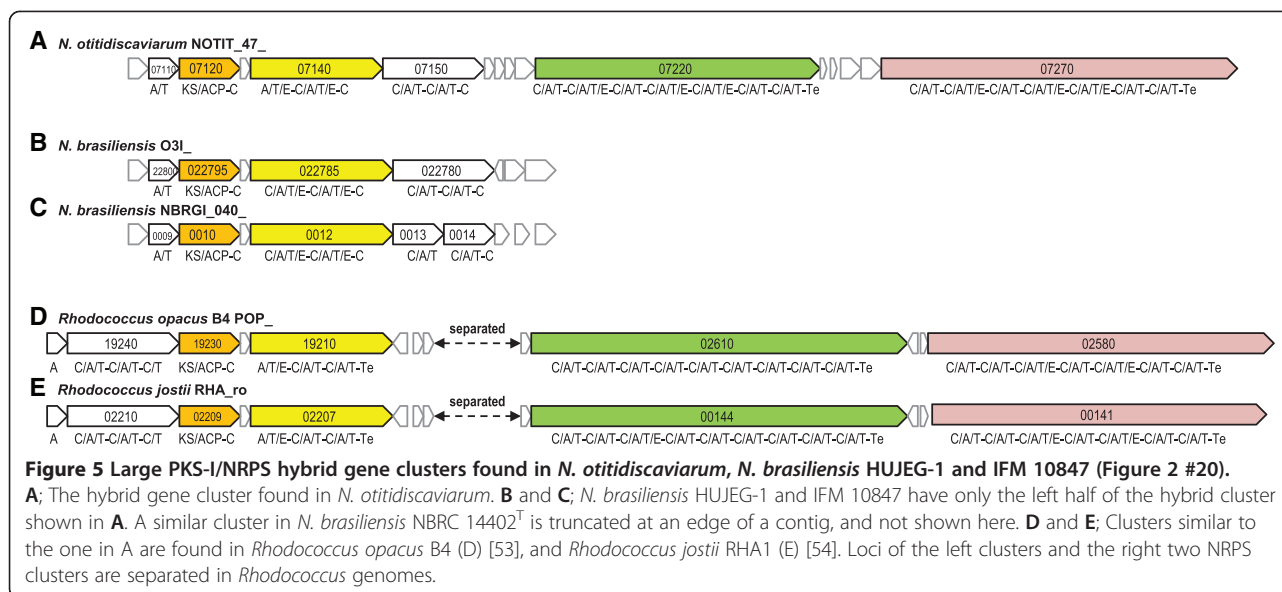 A N. otitidiscaviarum NOTIT_47_
07110 07120 07140 07150 07220 07270
A/T KS/ACP-C A/T/E-C/A/T/E-C C/A/T-C/A/T-C C/A/T-C/A/T/E-C/A/T-C/A/T/E-C/A/T/E-C/A/T-C/A/T-Te C/A/T-C/A/T/E-C/A/T-C/A/T/E-C/A/T/E-C/A/T-C/A/T-Te
B N. brasiliensis O3I_
22800 022795 022785 022780
A/T KS/ACP-C C/A/T/E-C/A/T/E-C C/A/T-C/A/T-C
C N. brasiliensis NBRGI_040_
0009 0010 0012 0013 0014
A/T KS/ACP-C C/A/T/E-C/A/T/E-C C/A/T C/A/T-C
D Rhodococcus opacus B4 POP_
separated
19240 19230 19210 02610 02580
A C/A/T-C/A/T-C/T KS/ACP-C A/T/E-C/A/T-C/A/T-Te C/A/T-C/A/T-C/A/T-C/A/T-C/A/T-C/A/T-C/A/T-C/A/T-Te C/A/T-C/A/T-C/A/T/E-C/A/T-C/A/T/E-C/A/T-C/A/T-Te
E Rhodococcus jostii RHA_ro
separated
02210 02209 02207 00144 00141
A C/A/T-C/A/T-C/T KS/ACP-C A/T/E-C/A/T-C/A/T-Te C/A/T-C/A/T-C/A/T-C/A/T-C/A/T-C/A/T-C/A/T-C/A/T-Te C/A/T-C/A/T/E-C/A/T-C/A/T/E-C/A/T-C/A/T-Te
Figure 5 Large PKS-I/NRPS hybrid gene clusters found in N. otitidiscaviarum, N. brasiliensis HUJEG-1 and IFM 10847 (Figure 2 #20).
A; The hybrid gene cluster found in N. otitidiscaviarum. B and C; N. brasiliensis HUJEG-1 and IFM 10847 have only the left half of the hybrid cluster
shown in A. A similar cluster in N. brasiliensis NBRC 14402T is truncated at an edge of a contig, and not shown here. D and E; Clusters similar to
the one in A are found in Rhodococcus opacus B4 (D) [53], and Rhodococcus jostii RHA1 (E) [54]. Loci of the left clusters and the right two NRPS
clusters are separated in Rhodococcus genomes.